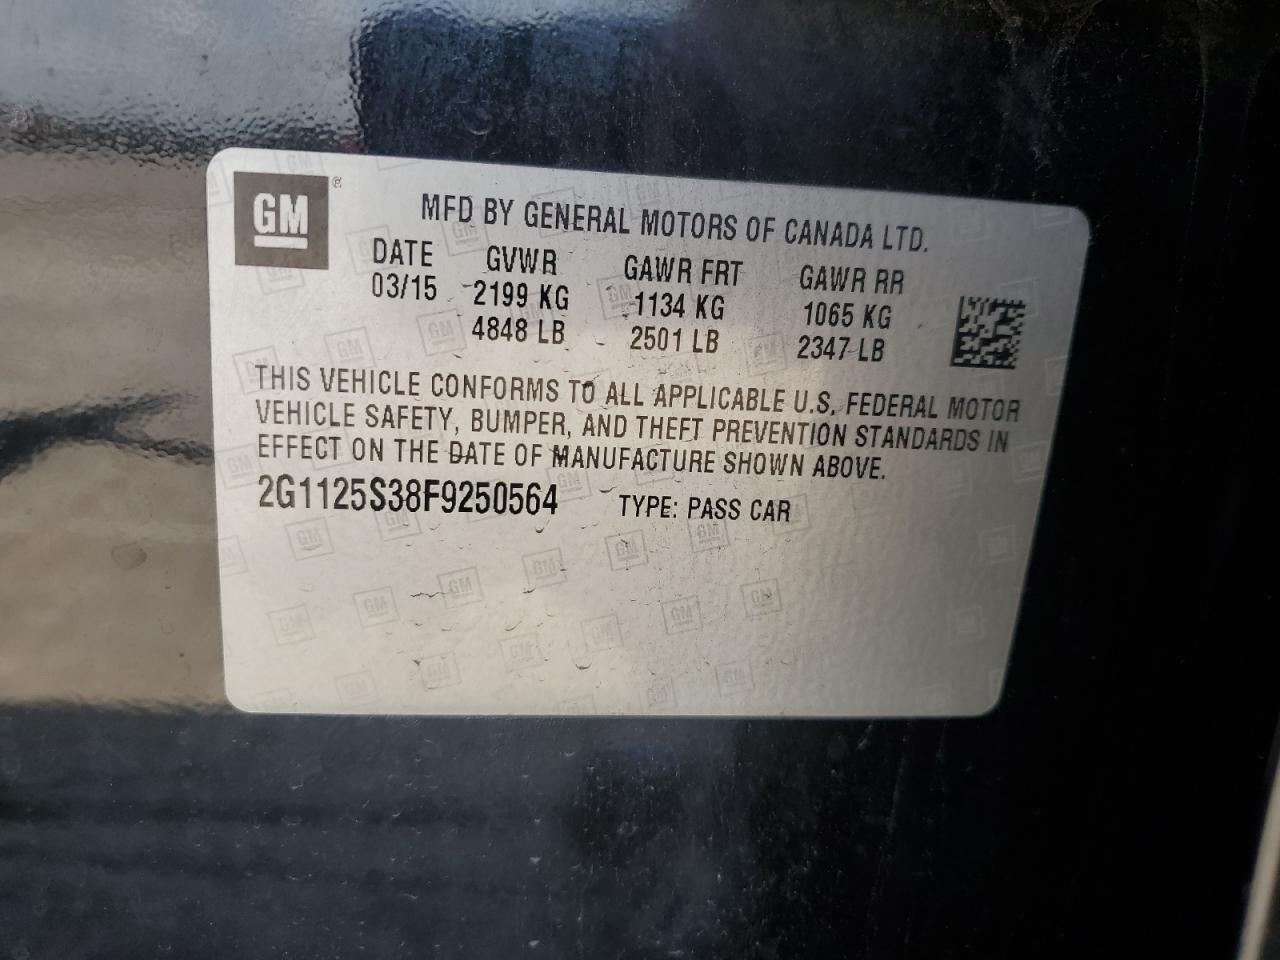 GM ®
MFD BY GENERAL MOTORS OF CANADA LTD.
DATE GVWR GAWR FRT GAWR RR
03/15 2199 KG 1134 KG 1065 KG
4848 LB 2501 LB 2347 LB
THIS VEHICLE CONFORMS TO ALL APPLICABLE U.S. FEDERAL MOTOR
VEHICLE SAFETY, BUMPER, AND THEFT PREVENTION STANDARDS IN
EFFECT ON THE DATE OF MANUFACTURE SHOWN ABOVE.
2G1125S38F9250564 TYPE: PASS CAR